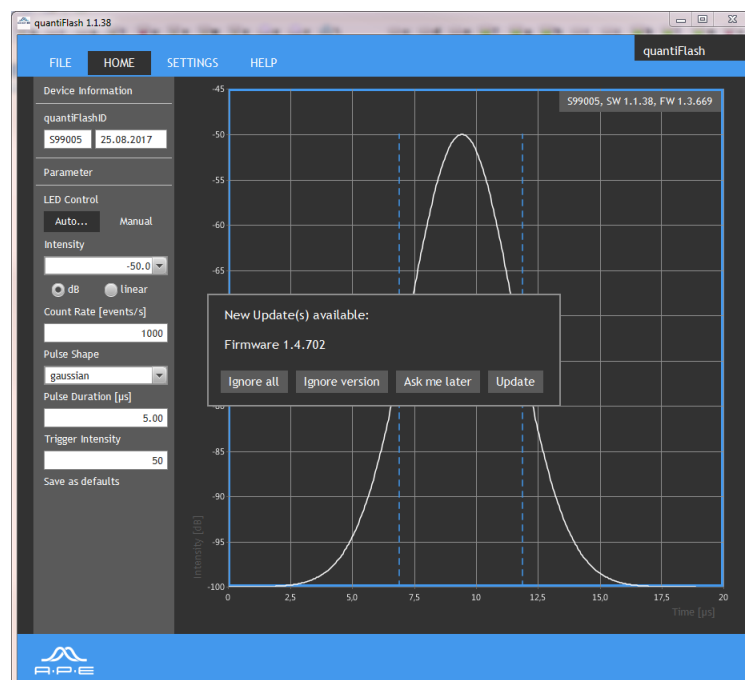 quantiFlash 1.1.38
quantiFlash
FILE HOME SETTINGS HELP
Device Information
quantiFlashID
S99005 25.08.2017
Parameter
LED Control
Auto... Manual
Intensity
-50.0
dB linear
Count Rate [events/s]
1000
Pulse Shape
gaussian
Pulse Duration [µs]
5.00
Trigger Intensity
50
Save as defaults
S99005, SW 1.1.38, FW 1.3.669
-45
-50
-55
-60
-65
New Update(s) available:
Firmware 1.4.702
Ignore all Ignore version Ask me later Update
-80
-85
-90
-95
-100
Intensity [dB]
0 2,5 5,0 7,5 10 12,5 15,0 17,5 20
Time [µs]
A·P·E